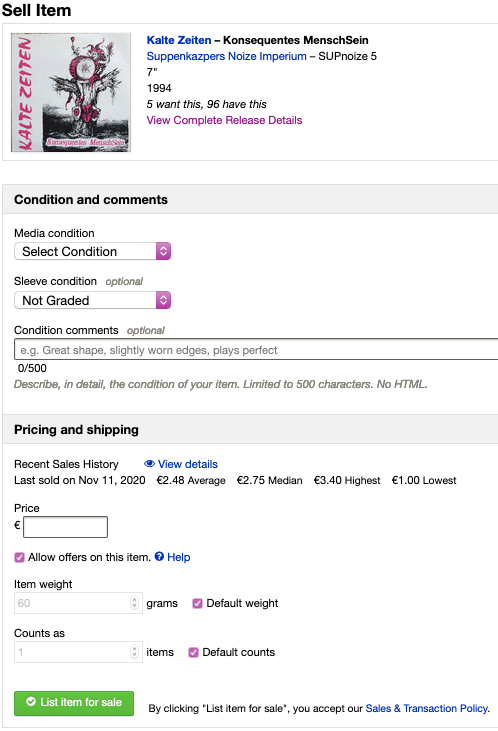 Sell Item
KALTE ZEITEN
Konsequentes MenschSein
Kalte Zeiten – Konsequentes MenschSein
Suppenkazpers Noize Imperium – SUPnoize 5
7"
1994
5 want this, 96 have this
View Complete Release Details
Condition and comments
Media condition
Select Condition
Sleeve condition optional
Not Graded
Condition comments optional
e.g. Great shape, slightly worn edges, plays perfect
0/500
Describe, in detail, the condition of your item. Limited to 500 characters. No HTML.
Pricing and shipping
Recent Sales History View details
Last sold on Nov 11, 2020 €2.48 Average €2.75 Median €3.40 Highest €1.00 Lowest
Price
€
Allow offers on this item. Help
Item weight
60 grams Default weight
Counts as
1 items Default counts
List item for sale By clicking "List item for sale", you accept our Sales & Transaction Policy.